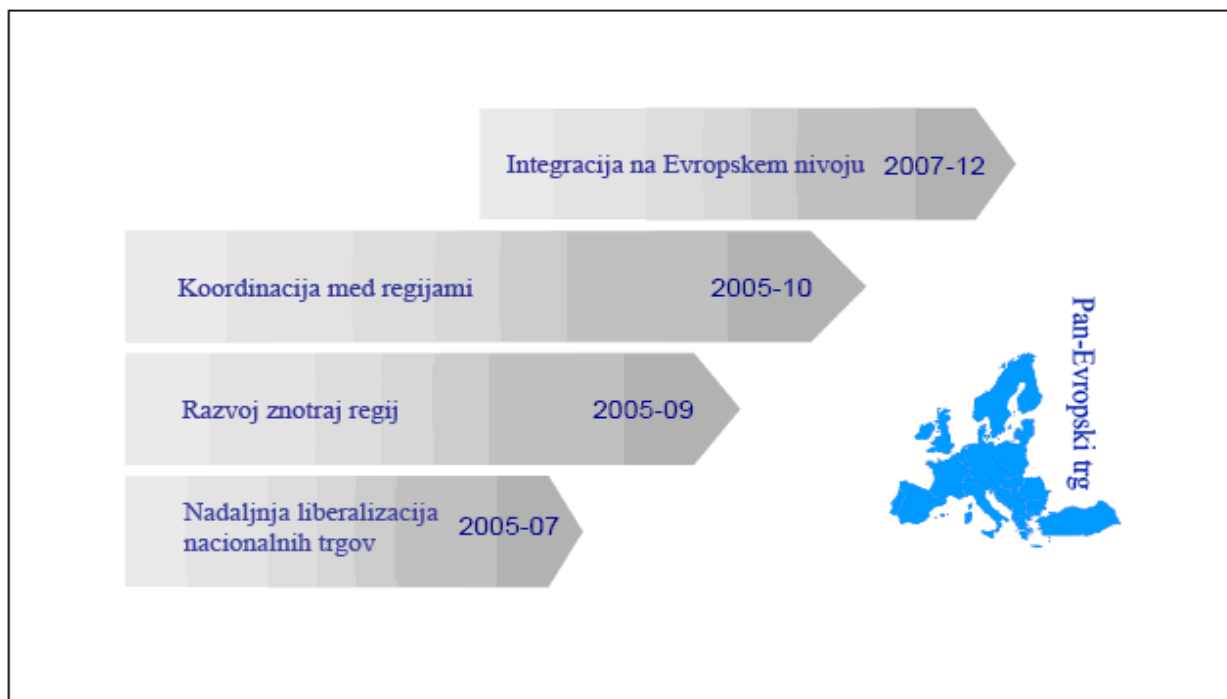 Integracija na Evropskem nivoju 2007-12
Koordinacija med regijami 2005-10
Razvoj znotraj regij 2005-09
Nadaljnja liberalizacija
nacionalnih trgov 2005-07
Pan-Evropski trg